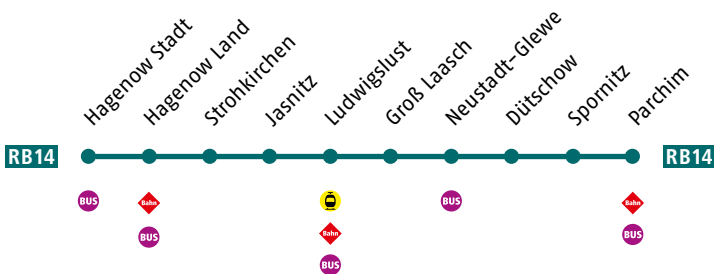 Hagenow Stadt
Hagenow Land
Strohkirchen
Jasnitz
Ludwigslust
Groß Laasch
Neustadt-Glewe
Dütschow
Spornitz
Parchim
RB14
RB14
BUS
Bahn
BUS
Bahn
BUS
BUS
Bahn
BUS